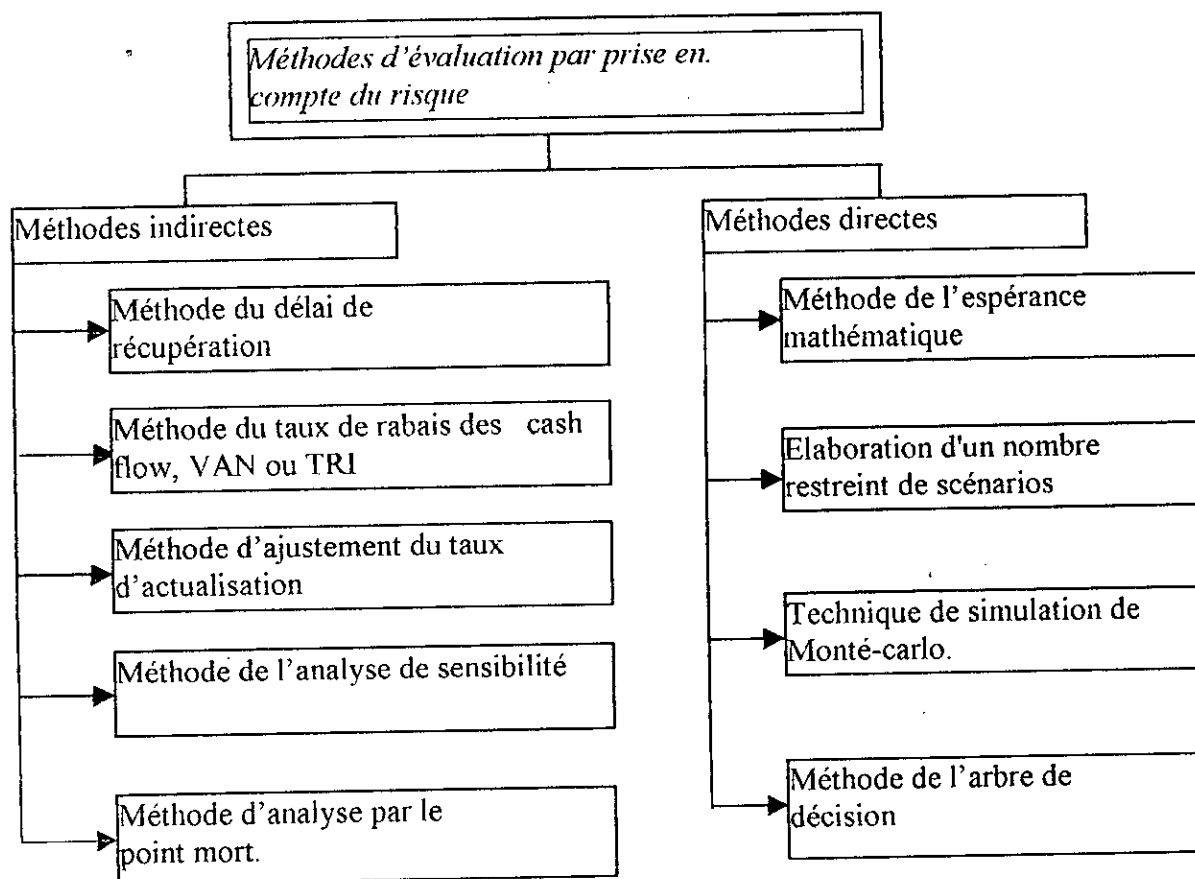 Méthodes d'évaluation par prise en.
compte du risque
Méthodes indirectes
Méthode du délai de
récupération
Méthode du taux de rabais des cash
flow, VAN ou TRI
Méthode d'ajustement du taux
d'actualisation
Méthode de l'analyse de sensibilité
Méthode d'analyse par le
point mort.
Méthodes directes
Méthode de l'espérance
mathématique
Elaboration d'un nombre
restreint de scénarios
Technique de simulation de
Monté-carlo.
Méthode de l'arbre de
décision